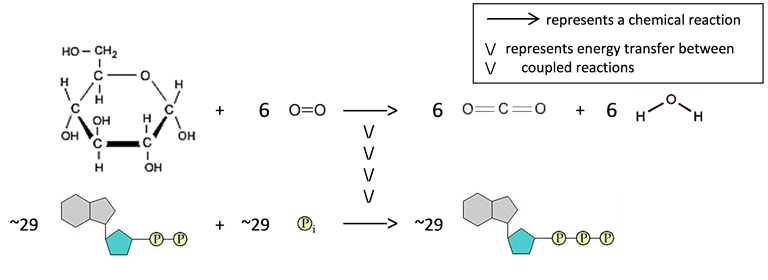 represents a chemical reaction
\/ represents energy transfer between
\/ coupled reactions
HO CH₂
C O
H H H
C C
OH OH H OH
C C
H OH
+ 6 O=O 6 O=C=O + 6 H O H
\/
\/
\/
\/
~29 P P + ~29 Pi ~29 P P P